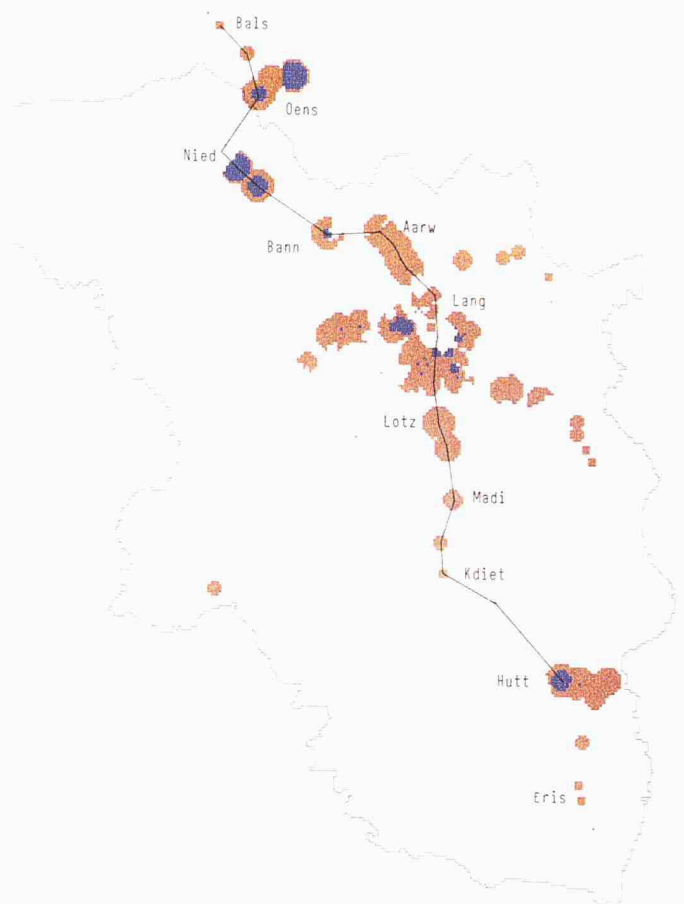 Bals
Oens
Nied
Aarw
Bann
Lang
Lotz
Madi
Kdiet
Hutt
Eris